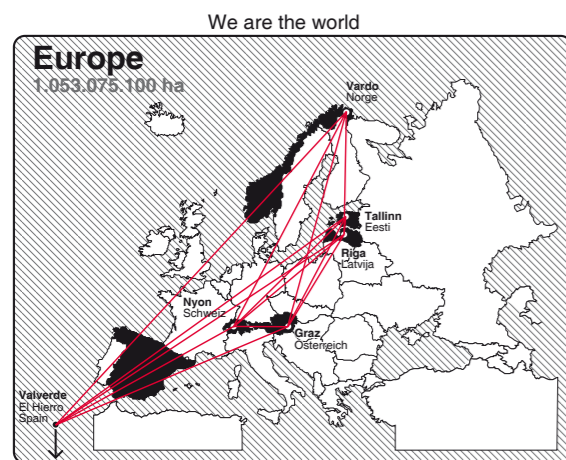 We are the world
Europe
1.053.075.100 ha
Vardo
Norge
Tallinn
Eesti
Riga
Latvija
Nyon
Schweiz
Graz
Österreich
Valverde
El Hierro
Spain